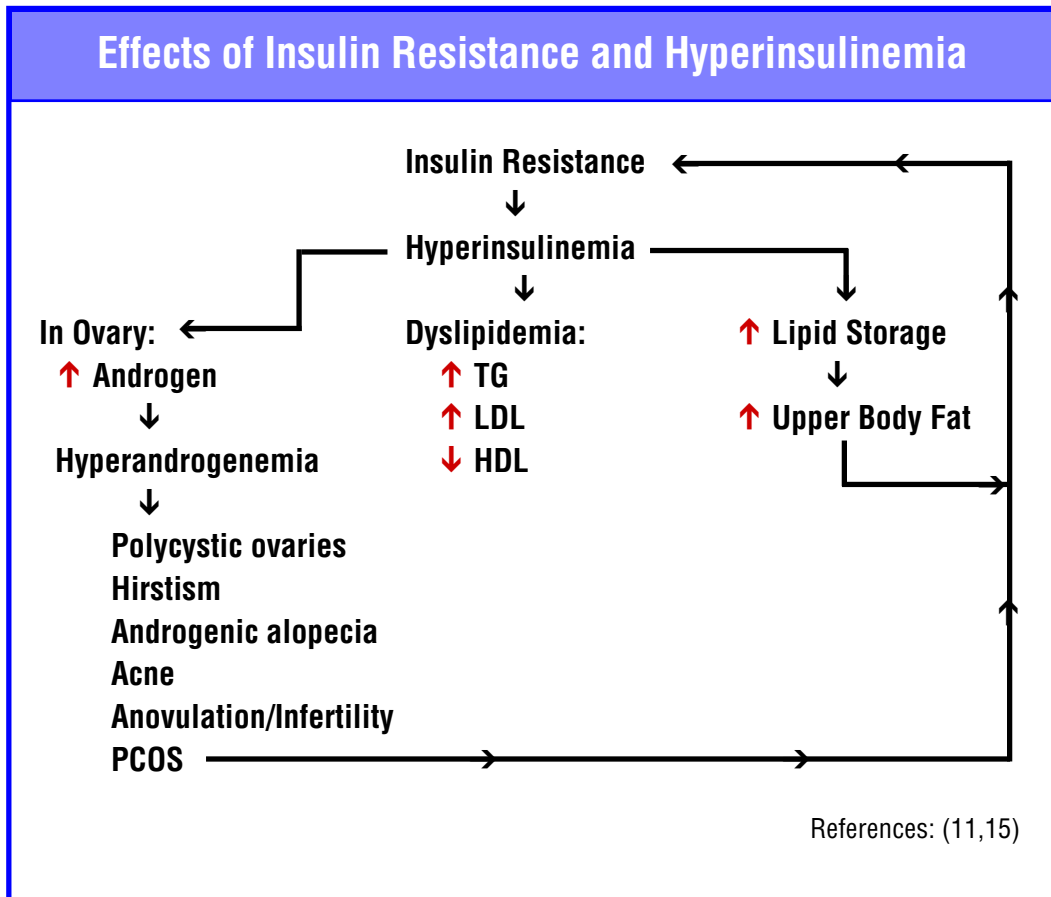 Effects of Insulin Resistance and Hyperinsulinemia
Insulin Resistance
Hyperinsulinemia
In Ovary:
↑ Androgen
Hyperandrogenemia
Polycystic ovaries
Hirstism
Androgenic alopecia
Acne
Anovulation/Infertility
PCOS
Dyslipidemia:
↑ TG
↑ LDL
↓ HDL
↑ Lipid Storage
↑ Upper Body Fat
References: (11,15)